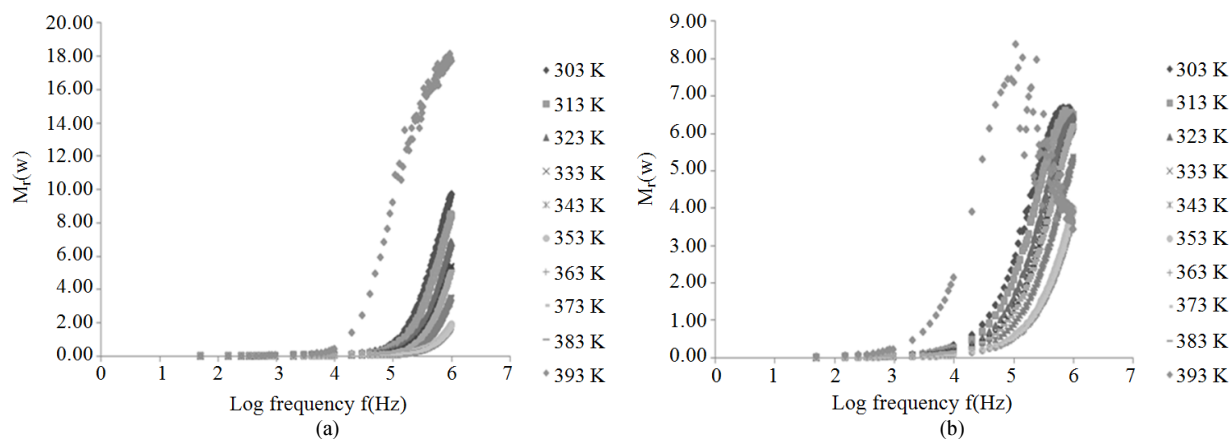 20.00
18.00
16.00
14.00
12.00
10.00
8.00
6.00
4.00
2.00
0.00
M_r(w)
0 1 2 3 4 5 6 7
Log frequency f(Hz)
303 K
313 K
323 K
333 K
343 K
353 K
363 K
373 K
383 K
393 K
(a)
9.00
8.00
7.00
6.00
5.00
4.00
3.00
2.00
1.00
0.00
M_r(w)
0 1 2 3 4 5 6 7
Log frequency f(Hz)
303 K
313 K
323 K
333 K
343 K
353 K
363 K
373 K
383 K
393 K
(b)